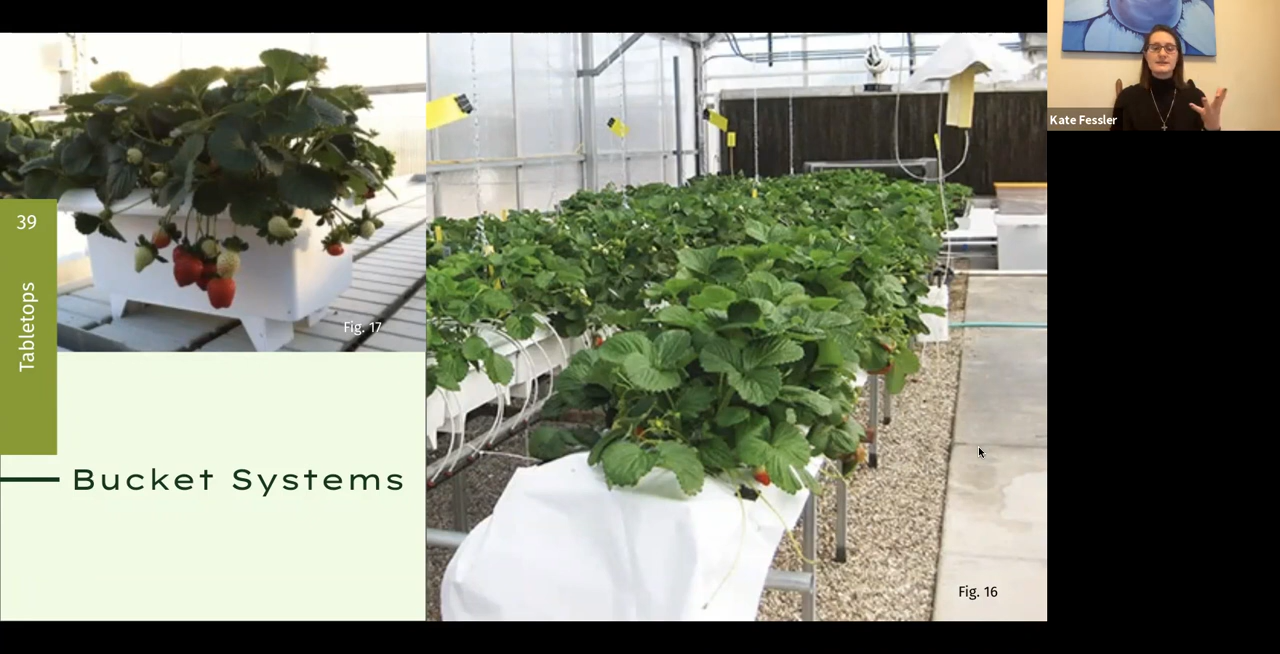 39
Tabletops
Fig. 17
Bucket Systems
Fig. 16
Kate Fessler